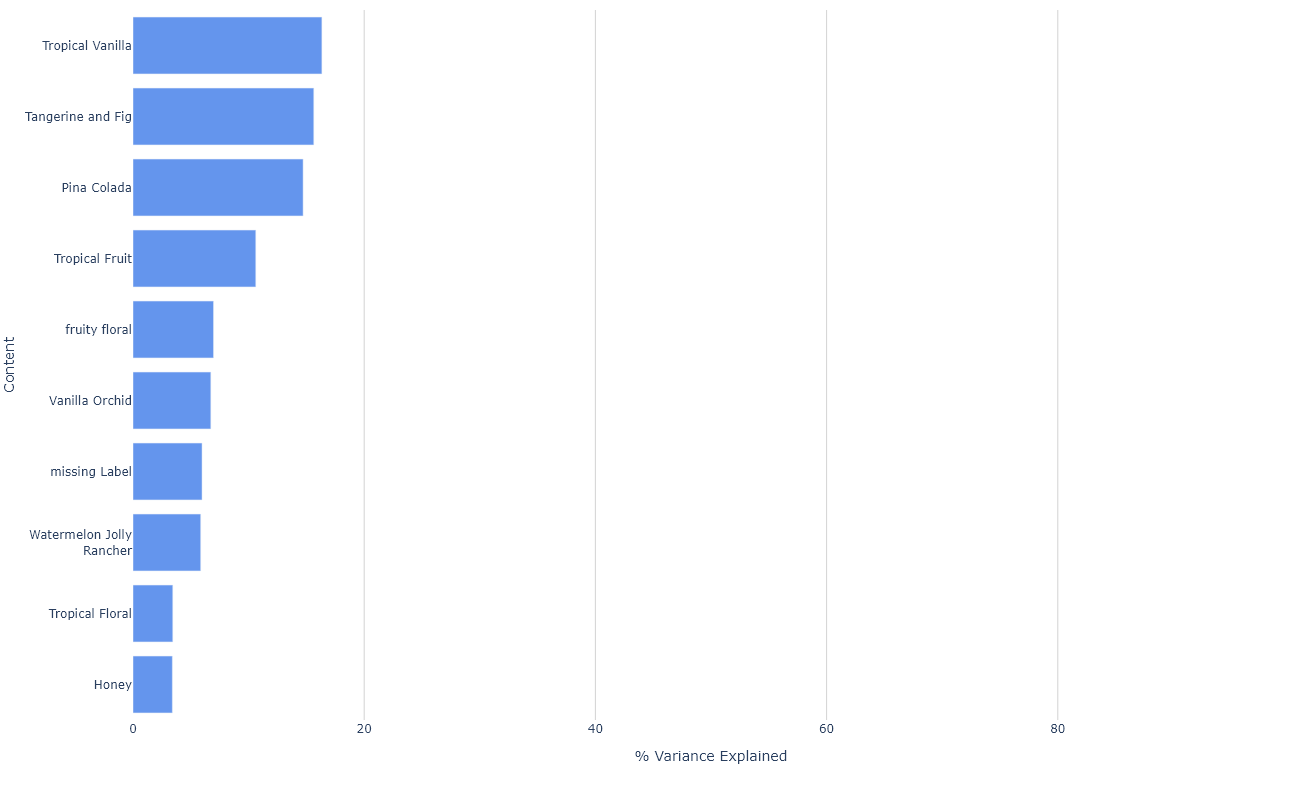 Tropical Vanilla
Tangerine and Fig
Pina Colada
Tropical Fruit
fruity floral
Vanilla Orchid
missing Label
Watermelon Jolly
Rancher
Tropical Floral
Honey
Content
0
20
40
60
80
% Variance Explained